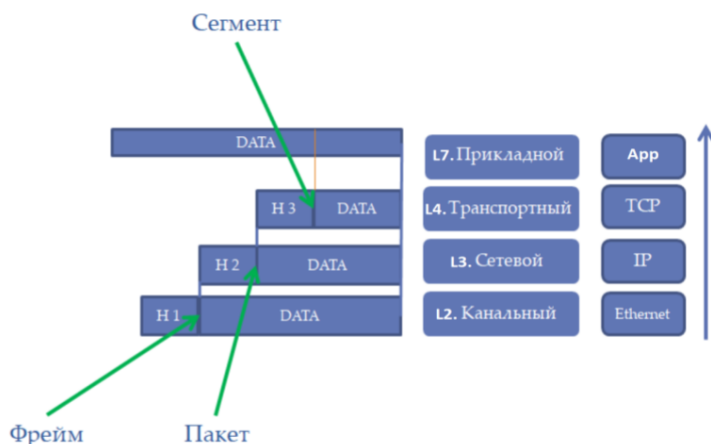 Сегмент
DATA
L7. Прикладной
App
H 3
DATA
L4. Транспортный
TCP
H 2
DATA
L3. Сетевой
IP
H 1
DATA
L2. Канальный
Ethernet
Фрейм
Пакет